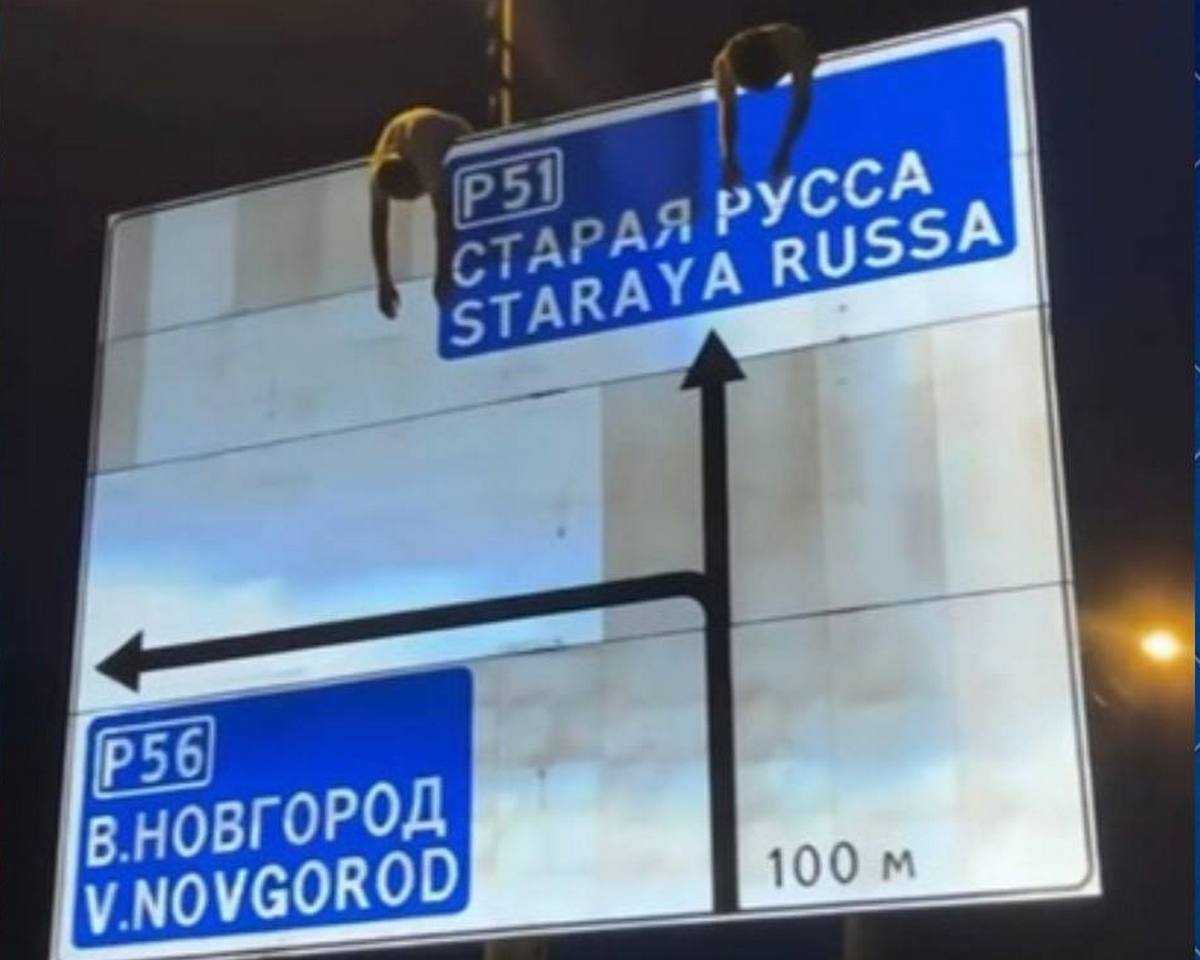 Р51
СТАРАЯ РУССА
STARAYA RUSSA
Р56
В.НОВГОРОД
V.NOVGOROD
100 м